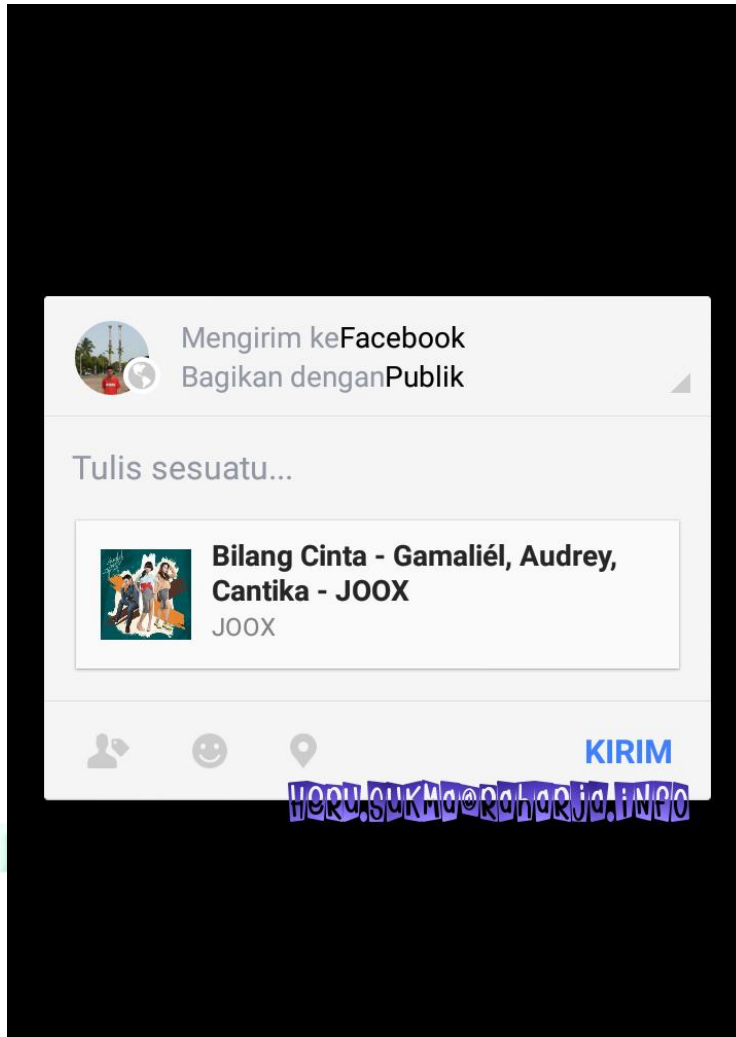 Mengirim keFacebook
Bagikan denganPublik
Tulis sesuatu...
Bilang Cinta - Gamaliél, Audrey,
Cantika - JOOX
JOOX
KIRIM
HeRU.SUKMa@RaHaRja.iNFO